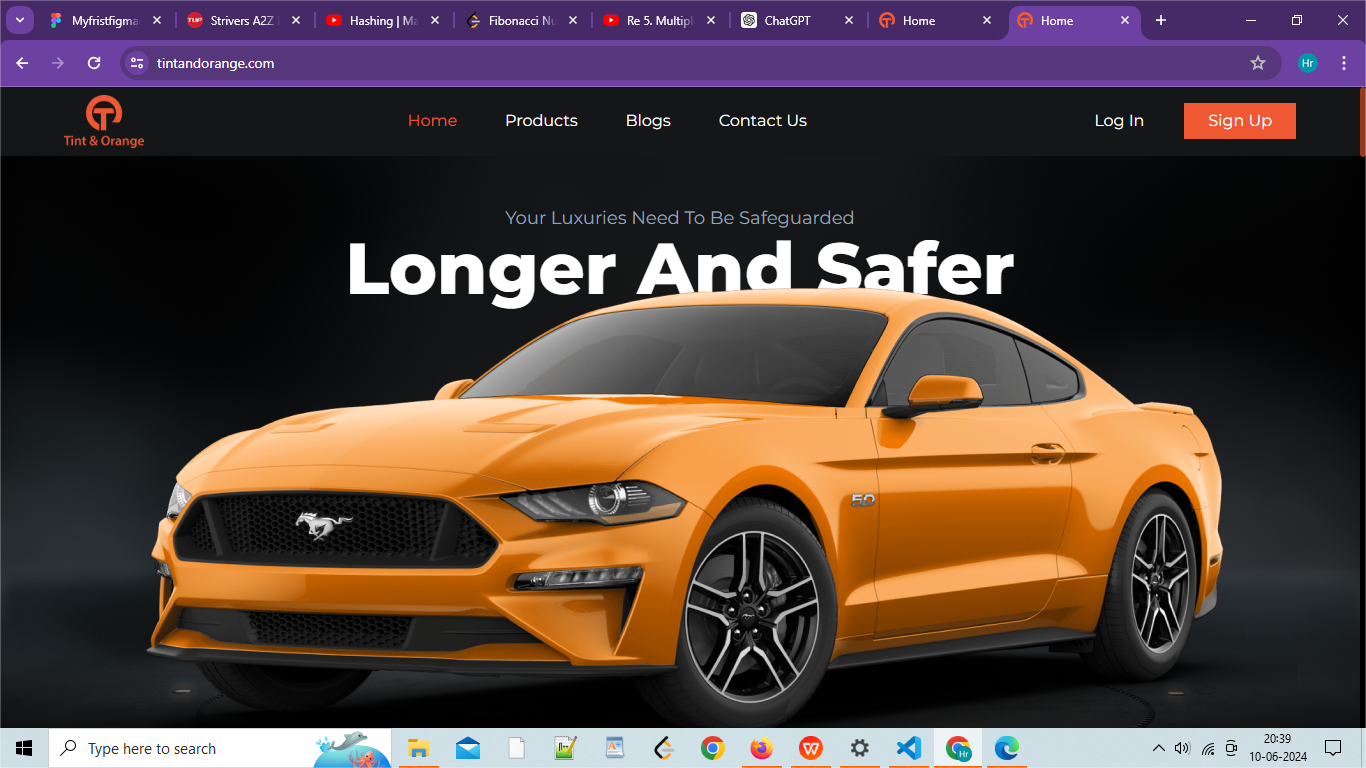 Myfristfigma
Strivers A2Z
Hashing | Ma
Fibonacci Nu
Re 5. Multipl
ChatGPT
Home
Home
tintandorange.com
Hr
Tint & Orange
Home
Products
Blogs
Contact Us
Log In
Sign Up
Your Luxuries Need To Be Safeguarded
Longer And Safer
5.0
Type here to search
20:39
10-06-2024